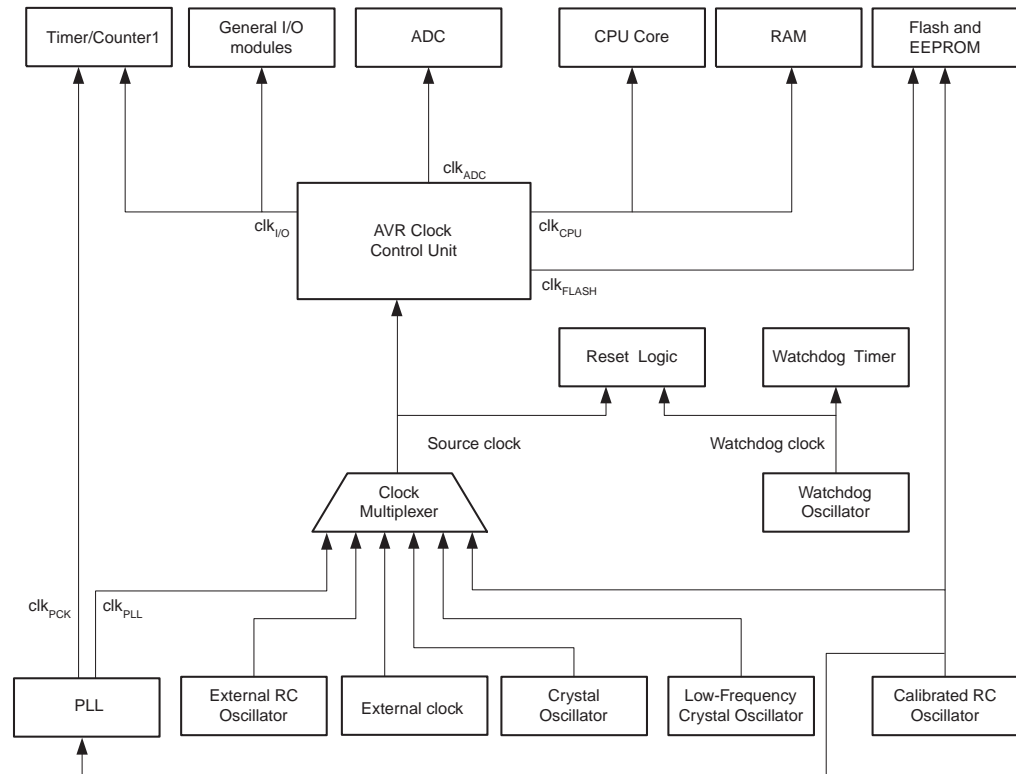 Timer/Counter1
General I/O
modules
ADC
CPU Core
RAM
Flash and
EEPROM
clkADC
clkI/O
AVR Clock
Control Unit
clkCPU
clkFLASH
Reset Logic
Watchdog Timer
Source clock
Watchdog clock
Clock
Multiplexer
Watchdog
Oscillator
clkPCK
clkPLL
PLL
External RC
Oscillator
External clock
Crystal
Oscillator
Low-Frequency
Crystal Oscillator
Calibrated RC
Oscillator